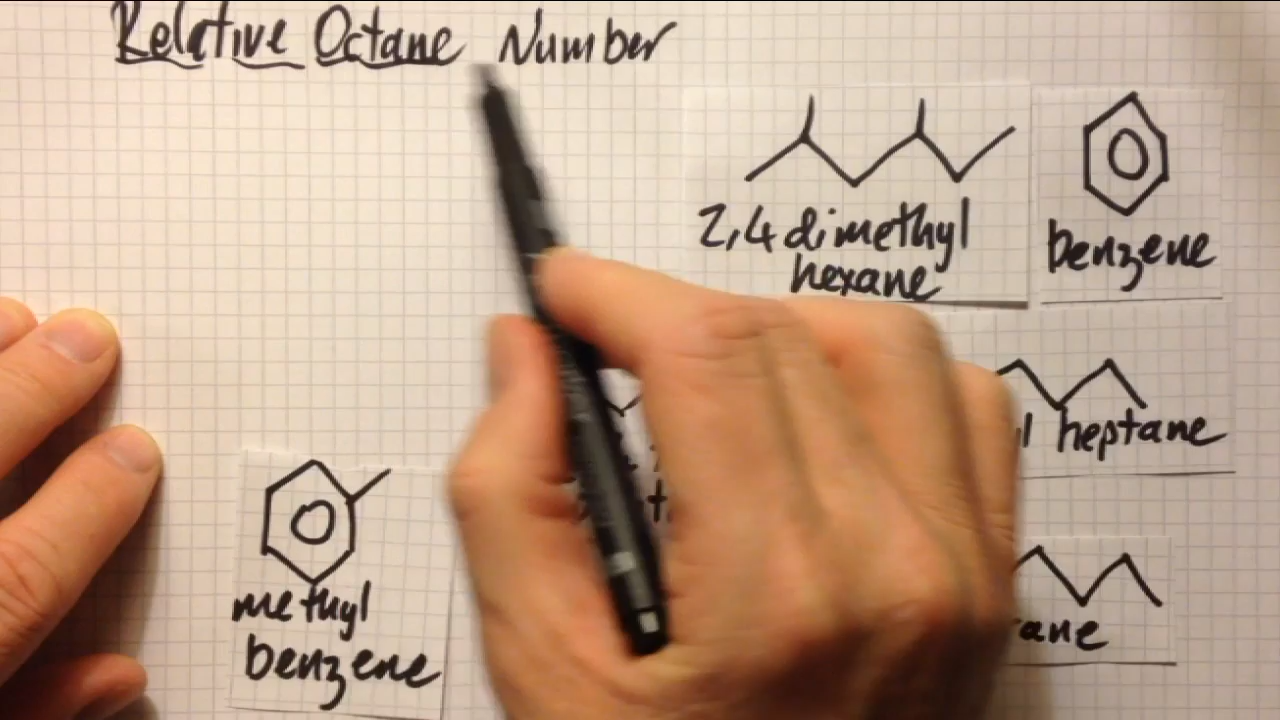 Relative Octane Number
2,4 dimethyl
hexane
benzene
heptane
methyl
benzene